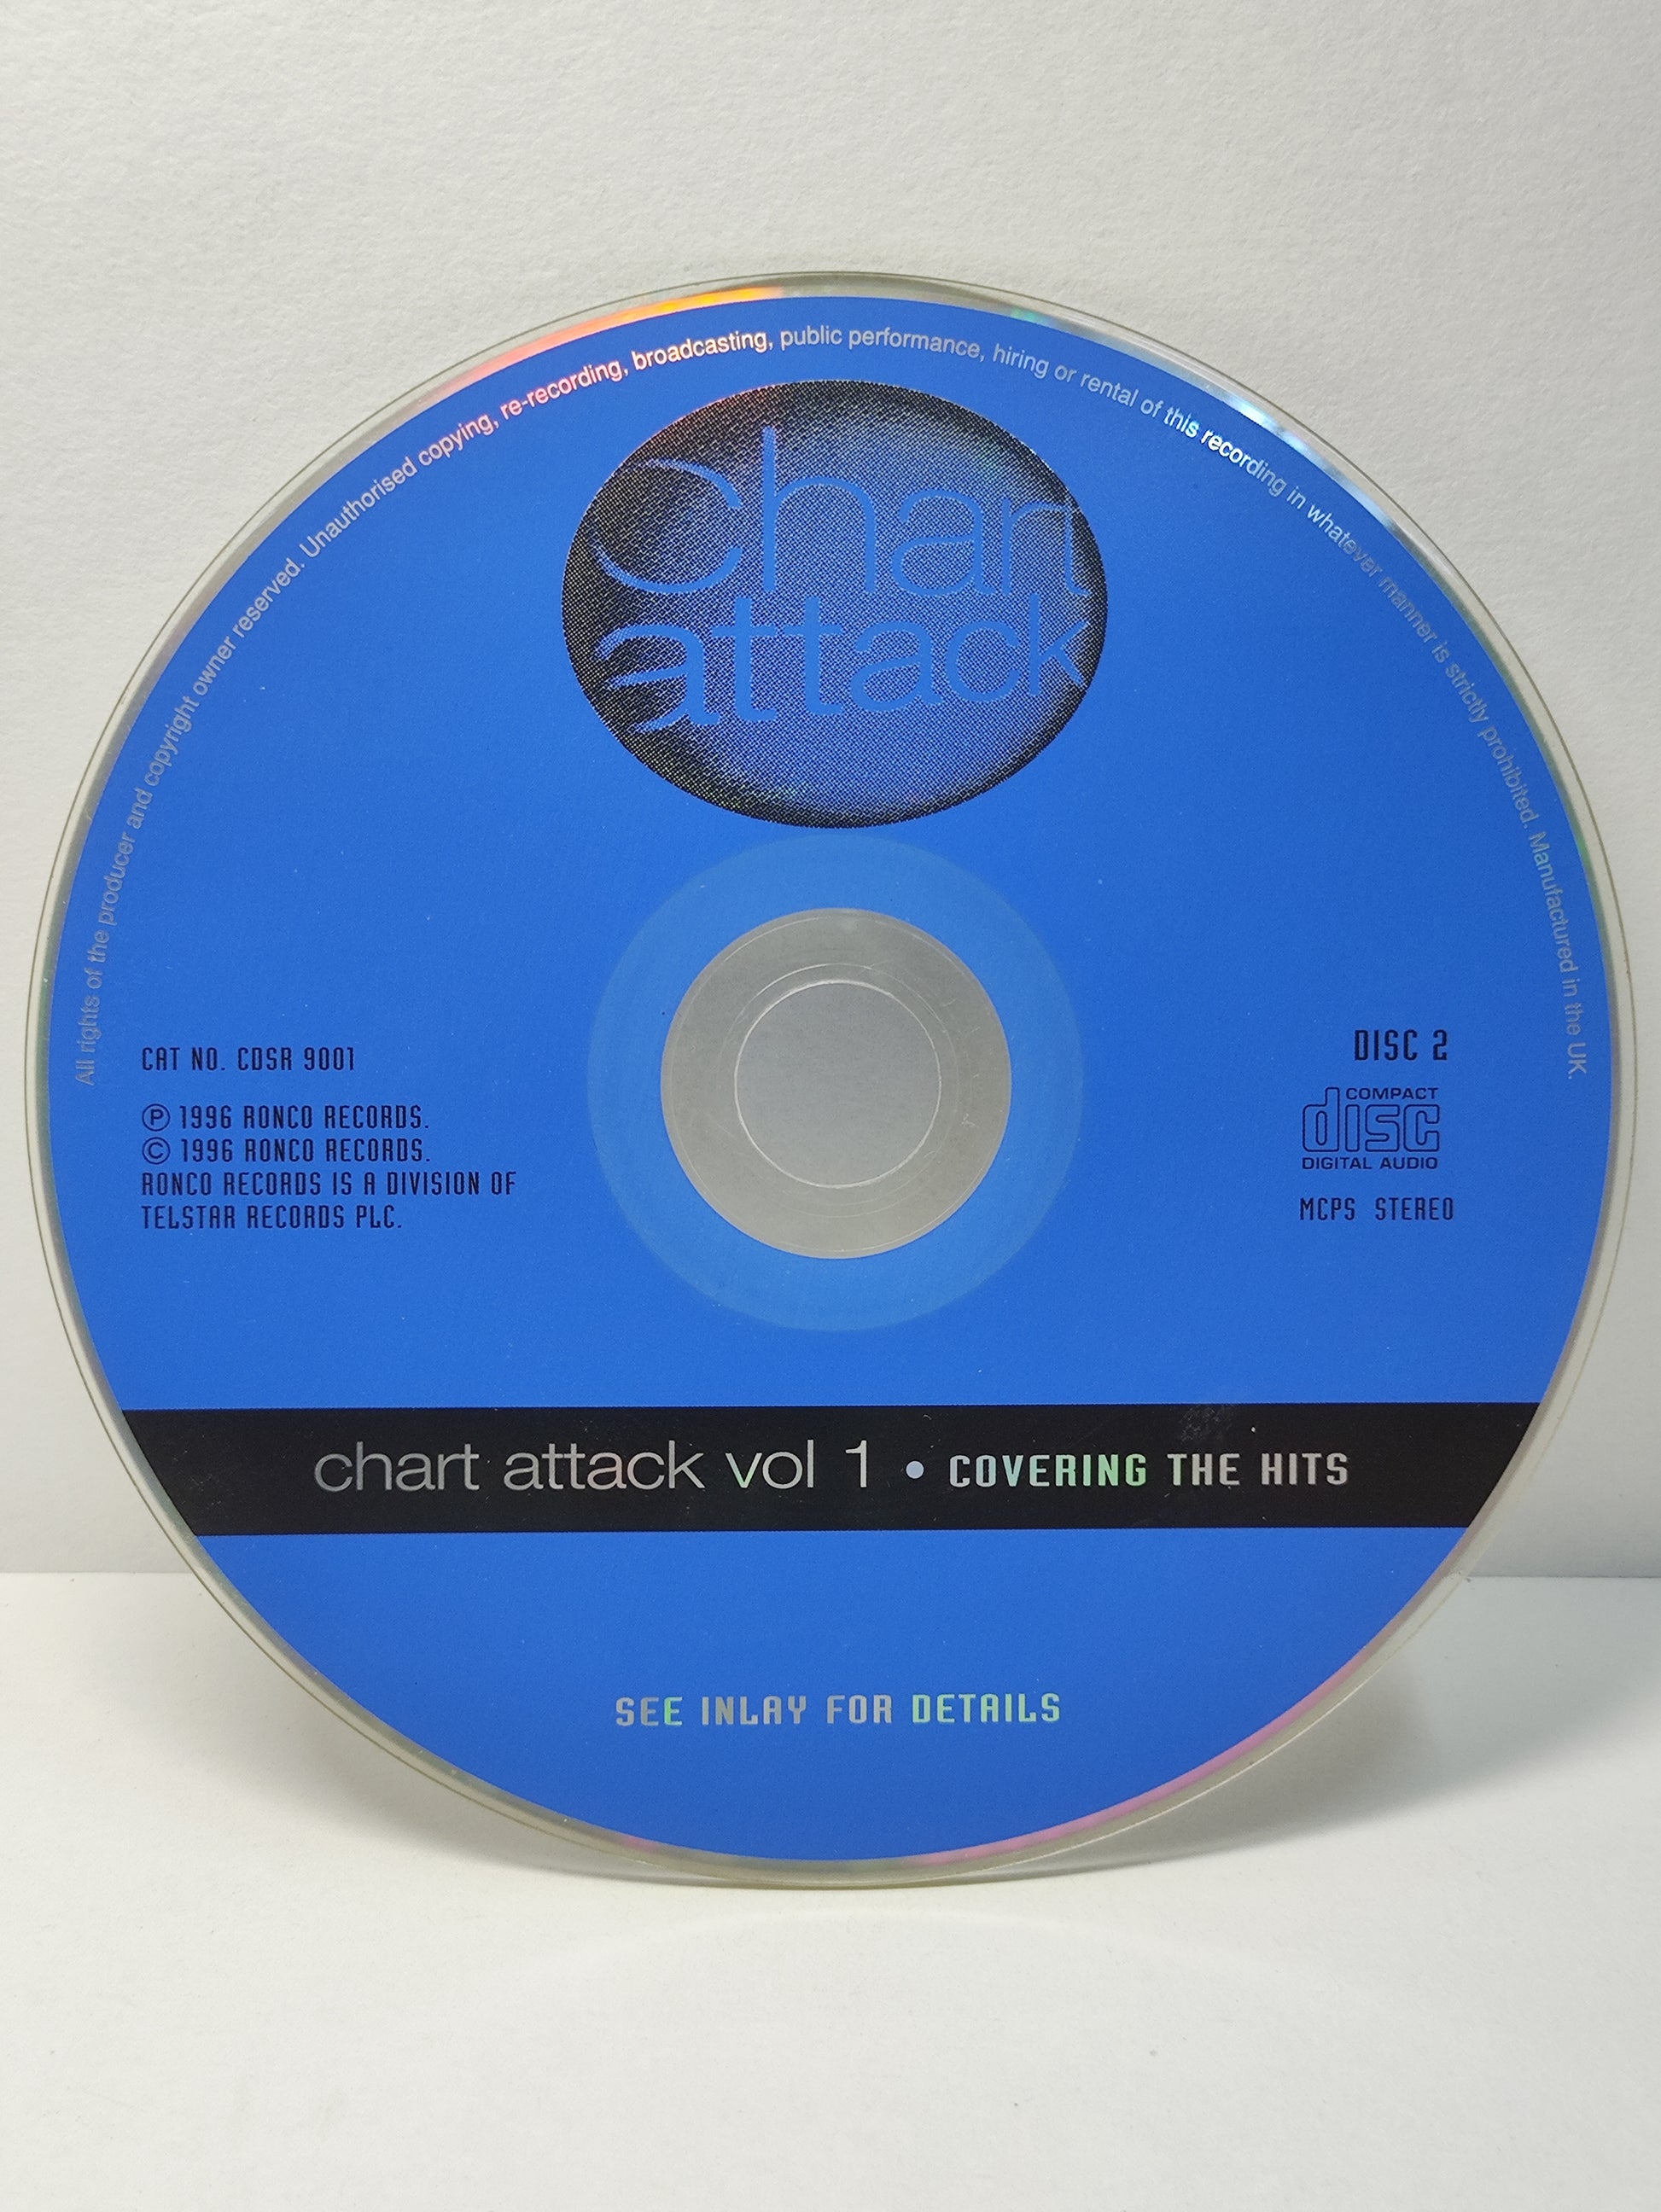 All rights of the producer and copyright owner reserved. Unauthorised copying, re-recording, broadcasting, public performance, hiring or rental of this recording in whatever manner is strictly prohibited. Manufactured in the UK.
chart
attack
CAT NO. CDSR 9001
Ⓟ 1996 RONCO RECORDS.
© 1996 RONCO RECORDS.
RONCO RECORDS IS A DIVISION OF
TELSTAR RECORDS PLC.
DISC 2
COMPACT
disc
DIGITAL AUDIO
MCPS STEREO
chart attack vol 1 • COVERING THE HITS
SEE INLAY FOR DETAILS